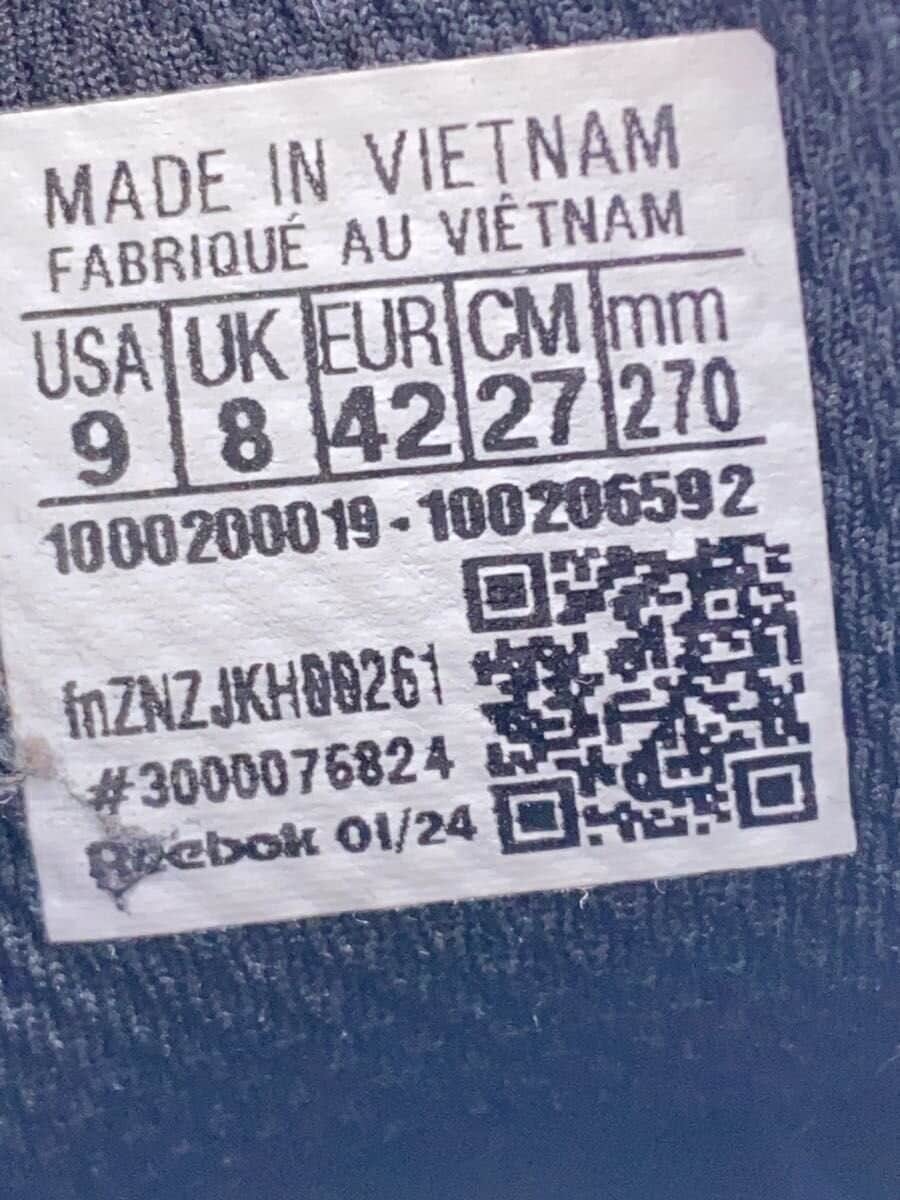 MADE IN VIETNAM
FABRIQUÉ AU VIÊTNAM
USA UK EUR CM mm
9 8 42 27 270
1000200019-100206592
fnZNZJKH00261
#3000076824
Reebok 01/24